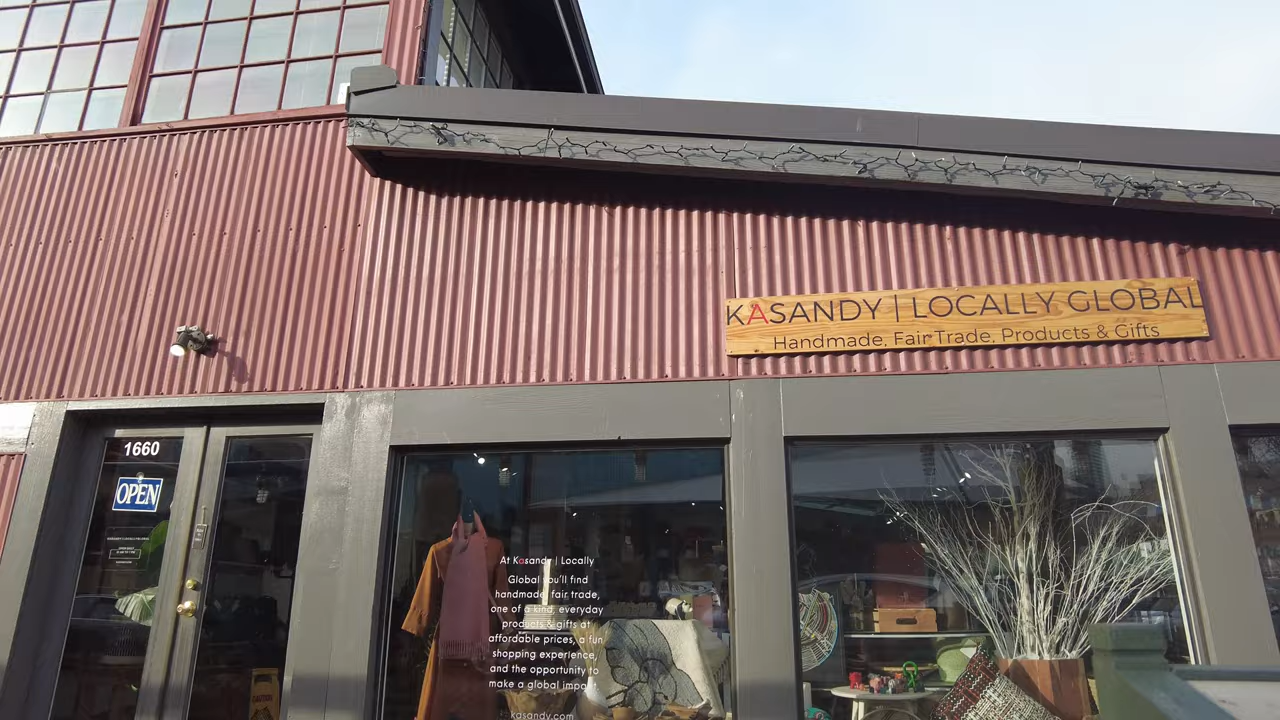 KASANDY | LOCALLY GLOBAL
Handmade, Fair Trade, Products & Gifts
1660
OPEN
At Kasandy | Locally
Global you'll find
handmade, fair trade,
one of a kind, everyday
products & gifts at
affordable prices, a fun
shopping experience,
and the opportunity to
make a global impact.
kasandy.com
CAUTION